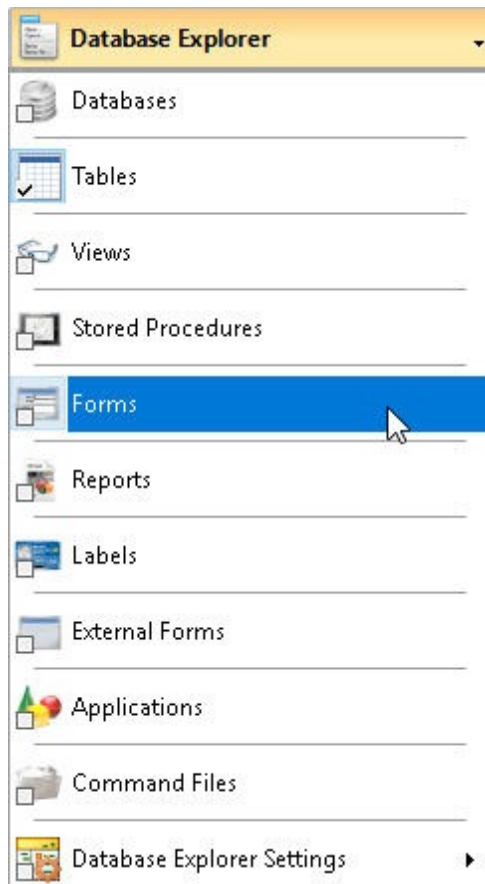 Database Explorer
Databases
Tables
Views
Stored Procedures
Forms
Reports
Labels
External Forms
Applications
Command Files
Database Explorer Settings